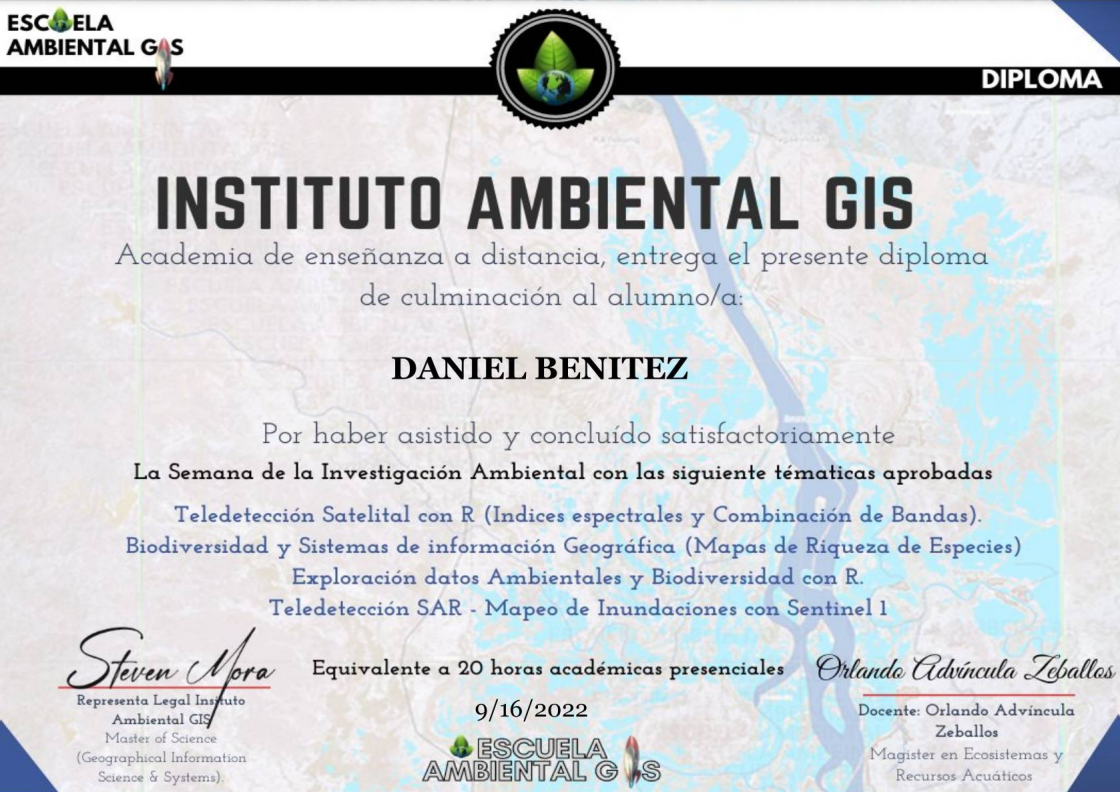 ESCUELA
AMBIENTAL GIS
DIPLOMA
INSTITUTO AMBIENTAL GIS
Academia de enseñanza a distancia, entrega el presente diploma
de culminación al alumno/a:
DANIEL BENITEZ
Por haber asistido y concluído satisfactoriamente
La Semana de la Investigación Ambiental con las siguiente témáticas aprobadas
Teledetección Satelital con R (Indices espectrales y Combinación de Bandas).
Biodiversidad y Sistemas de información Geográfica (Mapas de Riqueza de Especies)
Exploración datos Ambientales y Biodiversidad con R.
Teledetección SAR - Mapeo de Inundaciones con Sentinel 1
Steven Mora
Representa Legal Instituto
Ambiental GIS
Master of Science
(Geographical Information
Science & Systems).
Equivalente a 20 horas académicas presenciales
9/16/2022
ESCUELA
AMBIENTAL GIS
Orlando Advíncula Zeballos
Docente: Orlando Advíncula
Zeballos
Magister en Ecosistemas y
Recursos Acuáticos